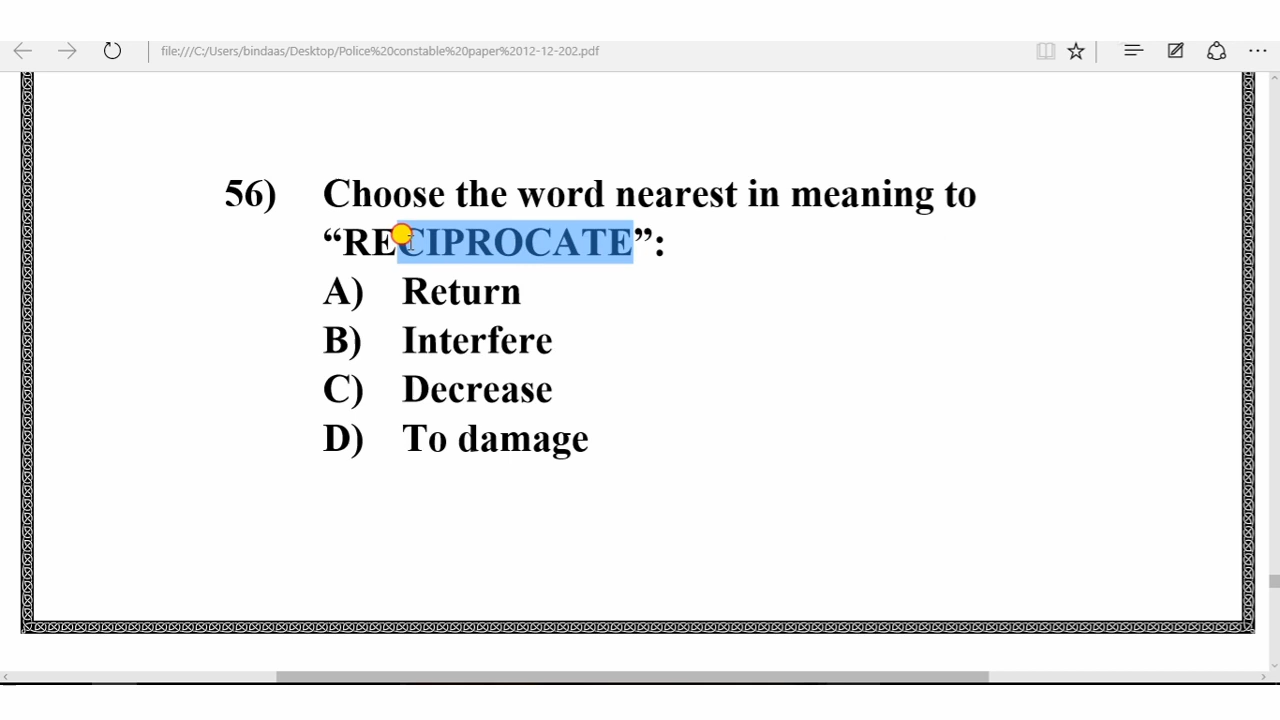 file:///C:/Users/bindaas/Desktop/Police%20constable%20paper%2012-12-202.pdf
56) Choose the word nearest in meaning to
“RECIPROCATE”:
A) Return
B) Interfere
C) Decrease
D) To damage